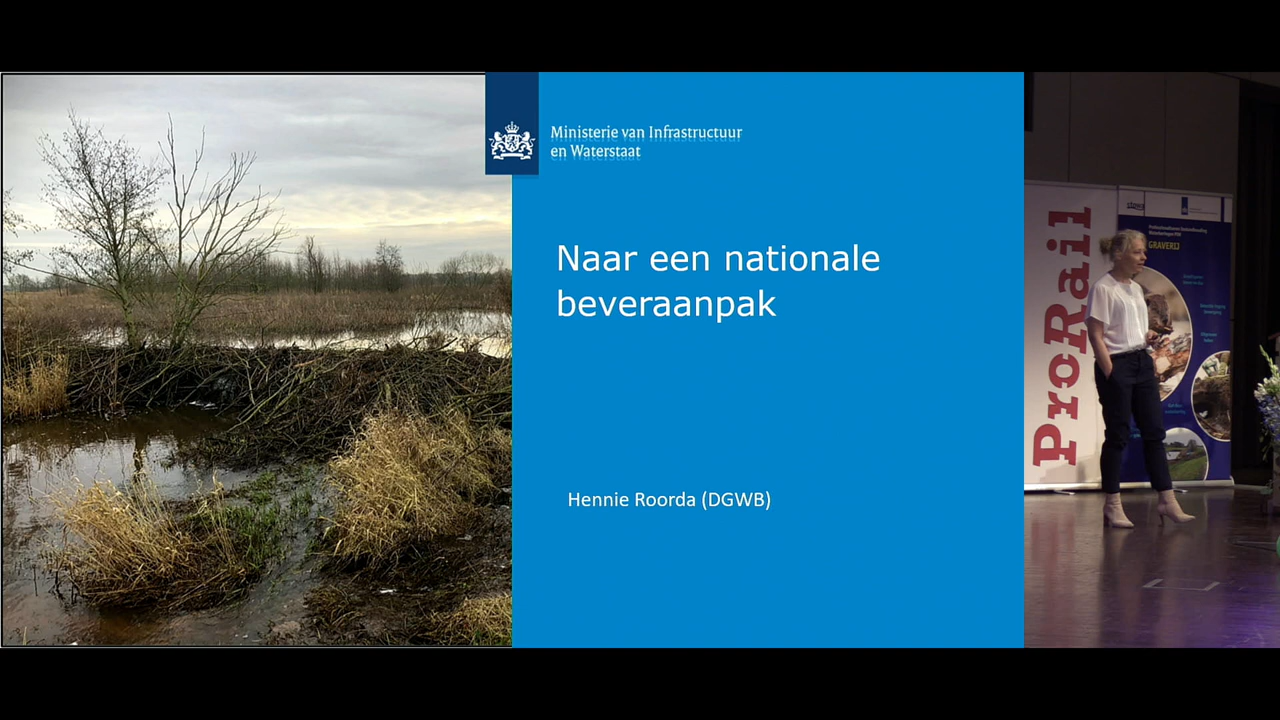 Ministerie van Infrastructuur
en Waterstaat
Naar een nationale
beveraanpak
Hennie Roorda (DGWB)
ProRail
GRAVERIJ